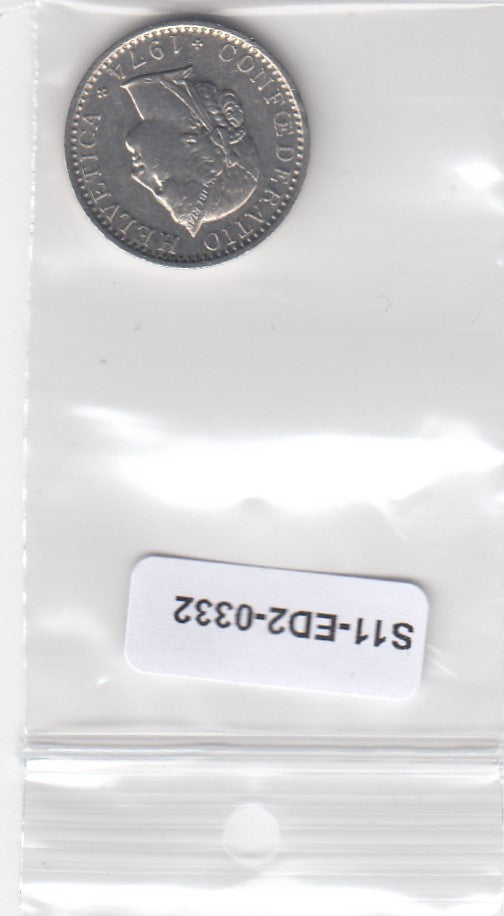 CONFŒDERATIO HELVETICA * 1974 *
S11-ED2-0332